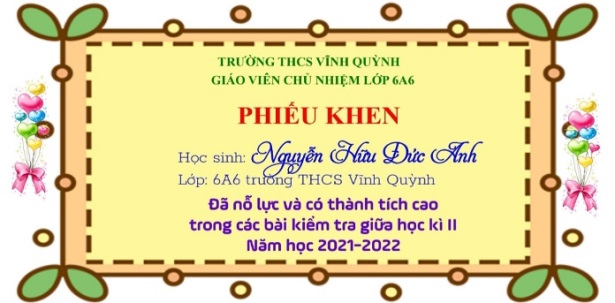 TRƯỜNG THCS VĨNH QUỲNH
GIÁO VIÊN CHỦ NHIỆM LỚP 6A6
PHIẾU KHEN
Học sinh: Nguyễn Hữu Đức Anh
Lớp: 6A6 trường THCS Vĩnh Quỳnh
Đã nỗ lực và có thành tích cao
trong các bài kiểm tra giữa học kì II
Năm học 2021-2022